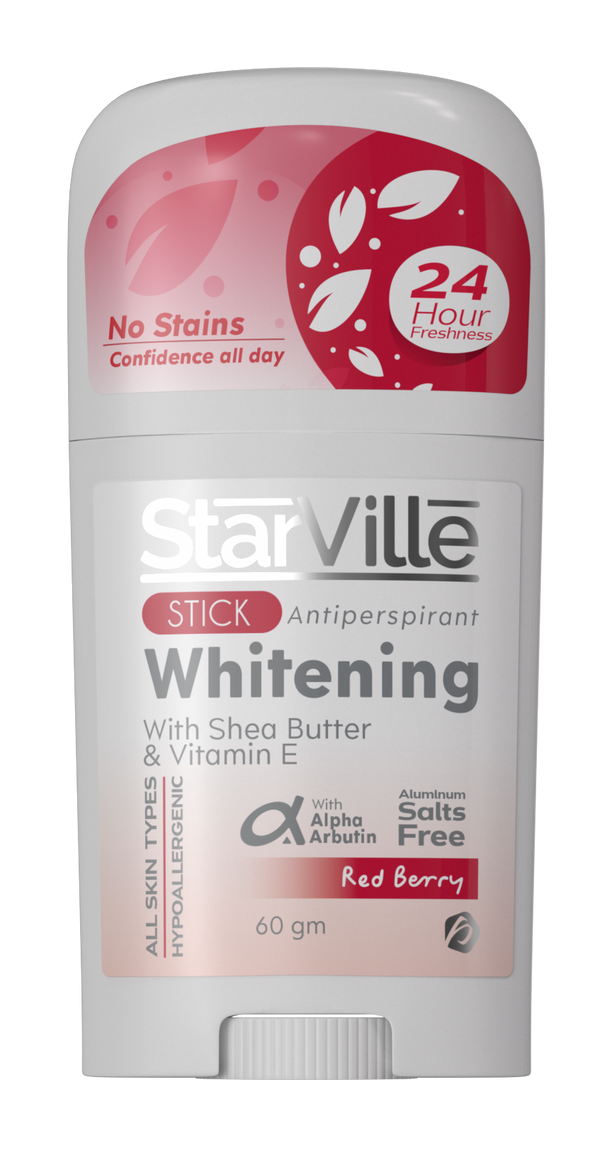 No Stains
Confidence all day
24
Hour
Freshness
StarVille
STICK Antiperspirant
Whitening
With Shea Butter
& Vitamin E
ALL SKIN TYPES
HYPOALLERGENIC
With
Alpha
Arbutin
Aluminum
Salts
Free
Red Berry
60 gm